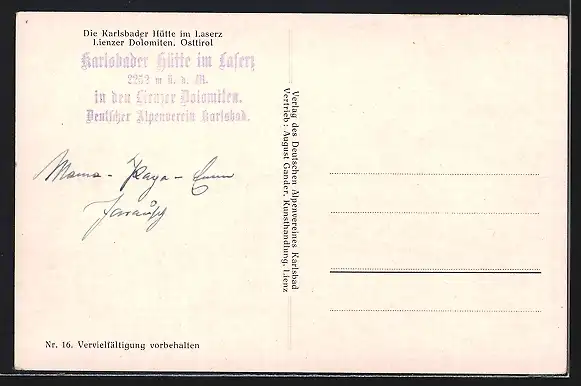 Die Karlsbader Hütte im Laserz
Lienzer Dolomiten. Osttirol
Karlsbader Hütte im Laserz
2252 m ü. d. M.
in den Lienzer Dolomiten.
Deutscher Alpenverein Karlsbad.
Mama - Papa -
Verlag des Deutschen Alpenvereines Karlsbad
Vertrieb: August Gander, Kunsthandlung, Lienz
Nr. 16. Vervielfältigung vorbehalten